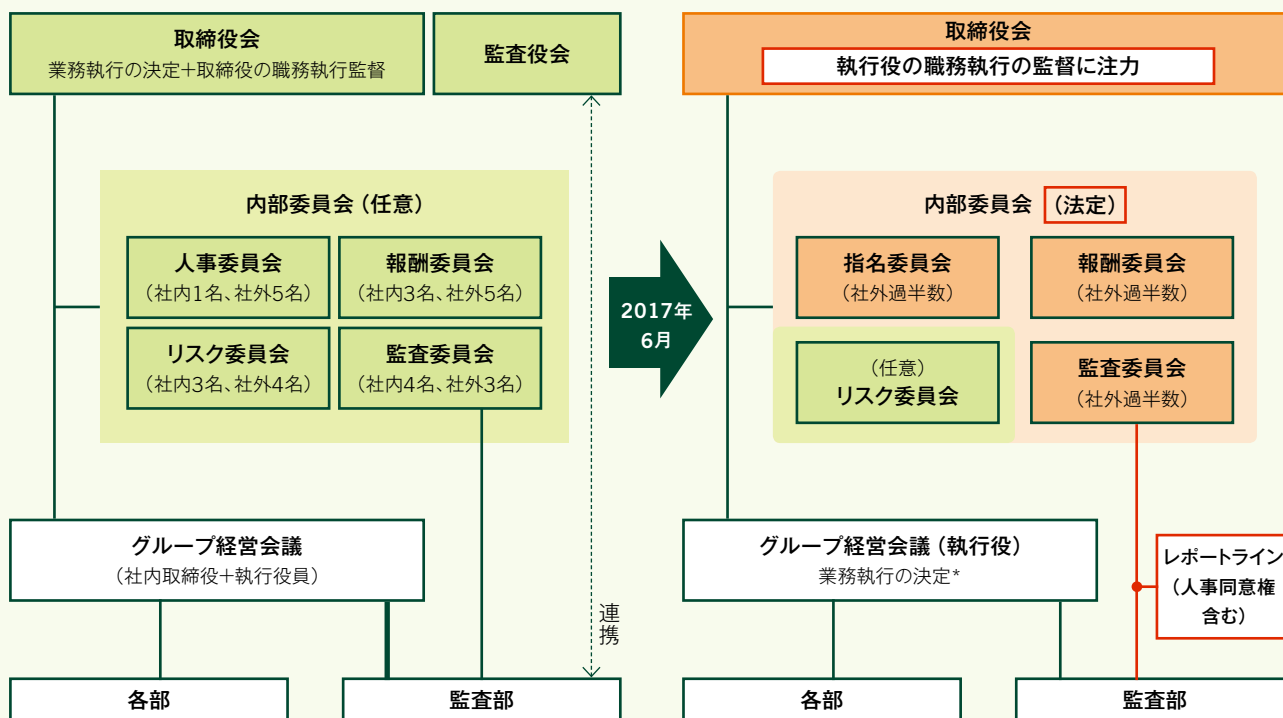 取締役会
業務執行の決定+取締役の職務執行監督
監査役会
内部委員会(任意)
人事委員会
(社内1名、社外5名)
報酬委員会
(社内3名、社外5名)
リスク委員会
(社内3名、社外4名)
監査委員会
(社内4名、社外3名)
グループ経営会議
(社内取締役+執行役員)
連携
各部
監査部
2017年
6月
取締役会
執行役の職務執行の監督に注力
内部委員会(法定)
指名委員会
(社外過半数)
報酬委員会
(社外過半数)
(任意)
リスク委員会
監査委員会
(社外過半数)
グループ経営会議(執行役)
業務執行の決定*
レポートライン
(人事同意権
含む)
各部
監査部